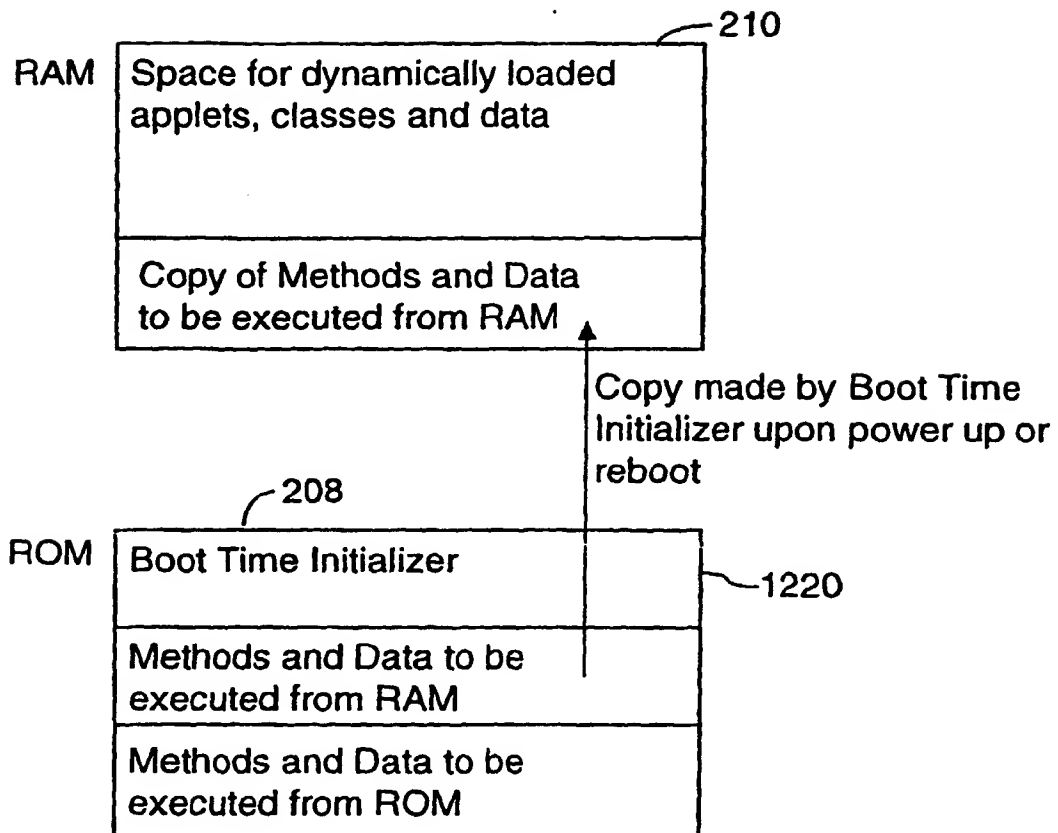 210
RAM
Space for dynamically loaded
applets, classes and data
Copy of Methods and Data
to be executed from RAM
Copy made by Boot Time
Initializer upon power up or
reboot
208
ROM
Boot Time Initializer
1220
Methods and Data to be
executed from RAM
Methods and Data to be
executed from ROM